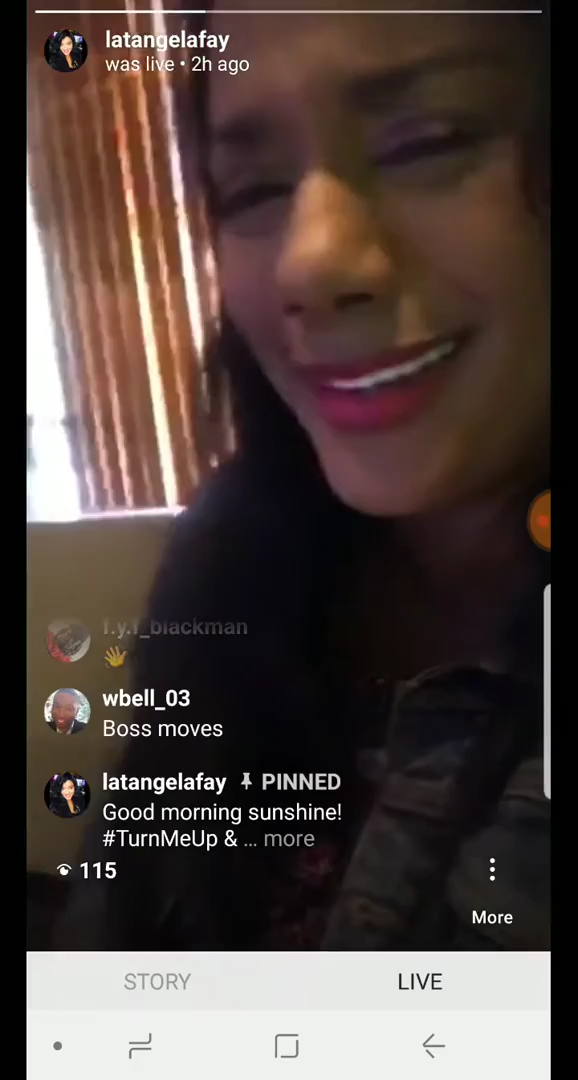 latangelafay
was live • 2h ago
f.y.f_blackman
👋
wbell_03
Boss moves
latangelafay PINNED
Good morning sunshine!
#TurnMeUp & ... more
115
More
STORY LIVE